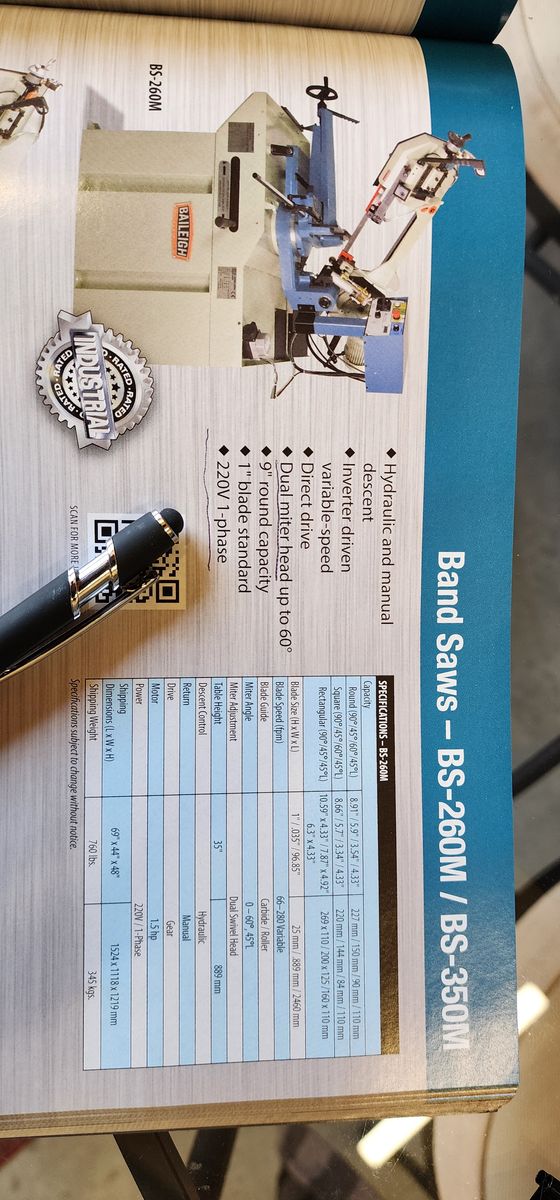 Band Saws – BS-260M / BS-350M
BAILEIGH
BS-260M
INDUSTRIAL
RATED
RATED
RATED
◆ Hydraulic and manual
descent
◆ Inverter driven
variable-speed
◆ Direct drive
◆ Dual miter head up to 60°
◆ 9" round capacity
◆ 1" blade standard
◆ 220V 1-phase
SCAN FOR MORE
SPECIFICATIONS – BS-260M
Capacity
Round (90°/45°/60°/45°L) 8.91" / 5.9" / 3.54" / 4.33" 227 mm / 150 mm / 90 mm / 110 mm
Square (90°/45°/60°/45°L) 8.66" / 5.7" / 3.34" / 4.33" 220 mm / 144 mm / 84 mm / 110 mm
Rectangular (90°/45°/45°L) 10.59" x 4.33" / 7.87" x 4.92" 269 x 110 / 200 x 125 /160 x 110 mm
6.3" x 4.33"
Blade Size (H x W x L) 1" / .035" / 96.85" 25 mm / .889 mm / 2460 mm
Blade Speed (fpm) 66–280 Variable
Blade Guide Carbide / Roller
Miter Angle 0 – 60° 45°L
Miter Adjustment Dual Swivel Head
Table Height 35" 889 mm
Descent Control Hydraulic
Return Manual
Drive Gear
Motor 1.5 hp
Power 220V / 1-Phase
Shipping
Dimensions (L x W x H) 69" x 44" x 48" 1524 x 1118 x 1219 mm
Shipping Weight 760 lbs. 345 kgs.
Specifications subject to change without notice.